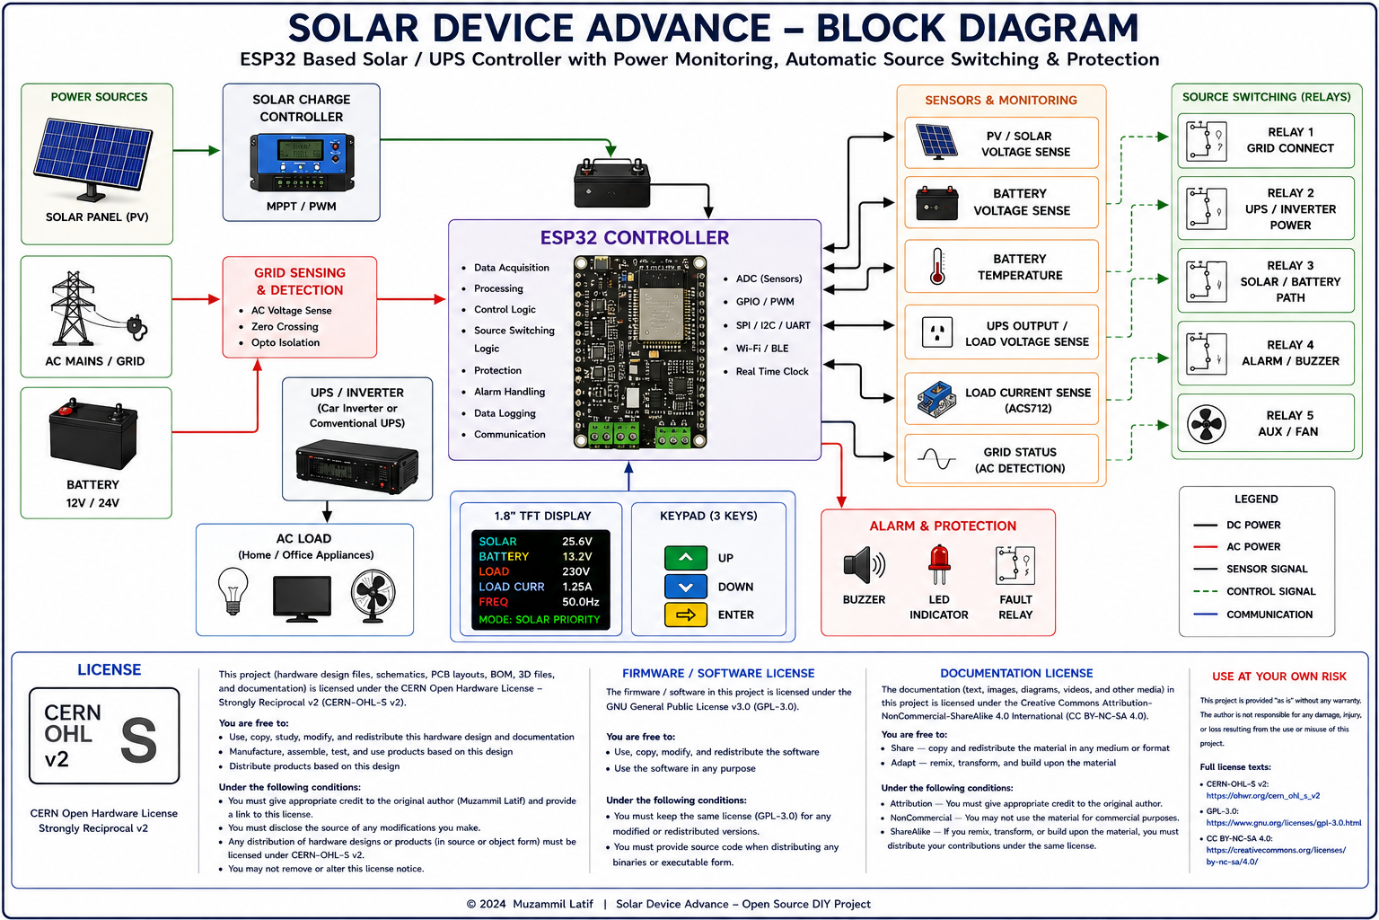 SOLAR DEVICE ADVANCE – BLOCK DIAGRAM
ESP32 Based Solar / UPS Controller with Power Monitoring, Automatic Source Switching & Protection
POWER SOURCES
SOLAR PANEL (PV)
AC MAINS / GRID
BATTERY
12V / 24V
SOLAR CHARGE
CONTROLLER
MPPT / PWM
GRID SENSING
& DETECTION
• AC Voltage Sense
• Zero Crossing
• Opto Isolation
UPS / INVERTER
(Car Inverter or
Comventional UPS)
AC LOAD
(Home / Office Appliances)
ESP32 CONTROLLER
• Data Acquisition
• Processing
• Control Logic
• Source Switching
Logic
• Protection
• Alarm Handling
• Data Logging
• Communication
• ADC (Sensors)
• GPIO / PWM
• SPI / I2C / UART
• Wi-Fi / BLE
• Real Time Clock
1.8" TFT DISPLAY
SOLAR 25.6V
BATTERY 13.2V
LOAD 230V
LOAD CURR 1.25A
FREQ 50.0Hz
MODE: SOLAR PRIORITY
KEYPAD (3 KEYS)
UP
DOWN
ENTER
SENSORS & MONITORING
PV / SOLAR
VOLTAGE SENSE
BATTERY
VOLTAGE SENSE
BATTERY
TEMPERATURE
UPS OUTPUT /
LOAD VOLTAGE SENSE
LOAD CURRENT SENSE
(ACS712)
GRID STATUS
(AC DETECTION)
ALARM & PROTECTION
BUZZER
LED
INDICATOR
FAULT
RELAY
SOURCE SWITCHING (RELAYS)
RELAY 1
GRID CONNECT
RELAY 2
UPS / INVERTER
POWER
RELAY 3
SOLAR / BATTERY
PATH
RELAY 4
ALARM / BUZZER
RELAY 5
AUX / FAN
LEGEND
DC POWER
AC POWER
SENSOR SIGNAL
CONTROL SIGNAL
COMMUNICATION
LICENSE
CERN
OHL
v2
S
CERN Open Hardware License
Strongly Reciprocal v2
This project (hardware design files, schematics, PCB layouts, BOM, 3D files,
and documentation) is licensed under the CERN Open Hardware License –
Strongly Reciprocal v2 (CERN-OHL-S v2).
You are free to:
• Use, copy, study, modify, and redistribute this hardware design and documentation
• Manufacture, assemble, test, and use products based on this design
• Distribute products based on this design
Under the following conditions:
• You must give appropriate credit to the original author (Muzammil Latif) and provide
a link to this license.
• You must disclose the source of any modifications you make.
• Any distribution of hardware designs or products (in source or object form) must be
licensed under CERN-OHL-S v2.
• You may not remove or alter this license notice.
FIRMWARE / SOFTWARE LICENSE
The firmware / software in this project is licensed under the
GNU General Public License v3.0 (GPL-3.0).
You are free to:
• Use, copy, modify, and redistribute the software
• Use the software in any purpose
Under the following conditions:
• You must keep the same license (GPL-3.0) for any
modified or redistributed versions.
• You must provide source code when distributing any
binaries or executable form.
DOCUMENTATION LICENSE
The documentation (text, images, diagrams, videos, and other media) in
this project is licensed under the Creative Commons Attribution-
NonCommercial-ShareAlike 4.0 International (CC BY-NC-SA 4.0).
You are free to:
• Share — copy and redistribute the material in any medium or format
• Adapt — remix, transform, and build upon the material
Under the following conditions:
• Attribution — You must give appropriate credit to the original author.
• NonCommercial — You may not use the material for commercial purposes.
• ShareAlike — If you remix, transform, or build upon the material, you must
distribute your contributions under the same license.
USE AT YOUR OWN RISK
This project is provided "as is" without any warranty.
The author is not responsible for any damage, injury,
or loss resulting from the use or misuse of this
project.
Full license texts:
• CERN-OHL-S v2:
https://ohwr.org/cern_ohl_s_v2
• GPL-3.0:
https://www.gnu.org/licenses/gpl-3.0.html
• CC BY-NC-SA 4.0:
https://creativecommons.org/licenses/
by-nc-sa/4.0/
© 2024 Muzammil Latif | Solar Device Advance – Open Source DIY Project